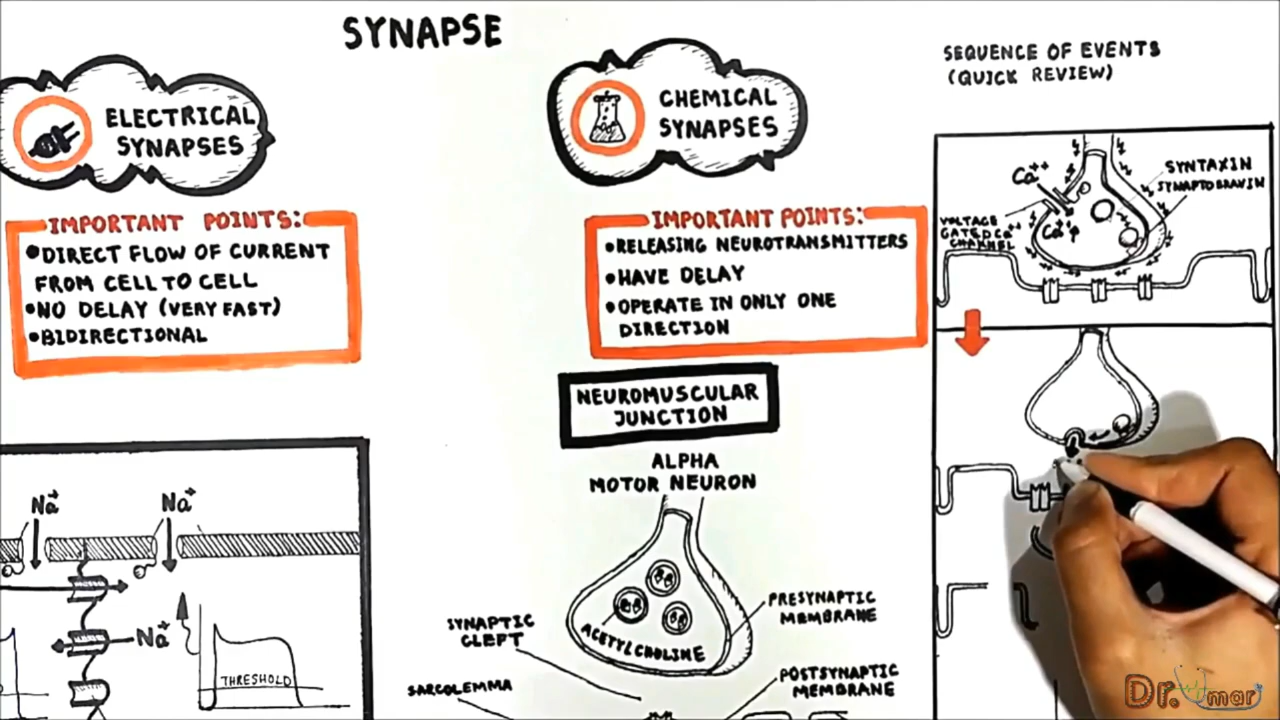 SYNAPSE
ELECTRICAL
SYNAPSES
IMPORTANT POINTS:
•DIRECT FLOW OF CURRENT
FROM CELL TO CELL
•NO DELAY (VERY FAST)
•BIDIRECTIONAL
Na+
Na+
Na+
THRESHOLD
CHEMICAL
SYNAPSES
IMPORTANT POINTS:
•RELEASING NEUROTRANSMITTERS
•HAVE DELAY
•OPERATE IN ONLY ONE
DIRECTION
NEUROMUSCULAR
JUNCTION
ALPHA
MOTOR NEURON
ACETYLCHOLINE
SYNAPTIC
CLEFT
SARCOLEMMA
PRESYNAPTIC
MEMBRANE
POSTSYNAPTIC
MEMBRANE
SEQUENCE OF EVENTS
(QUICK REVIEW)
Ca++
SYNTAXIN
SYNAPTOBRAVIN
VOLTAGE
GATED Ca++
CHANNEL
Ca++
Dr. Umar